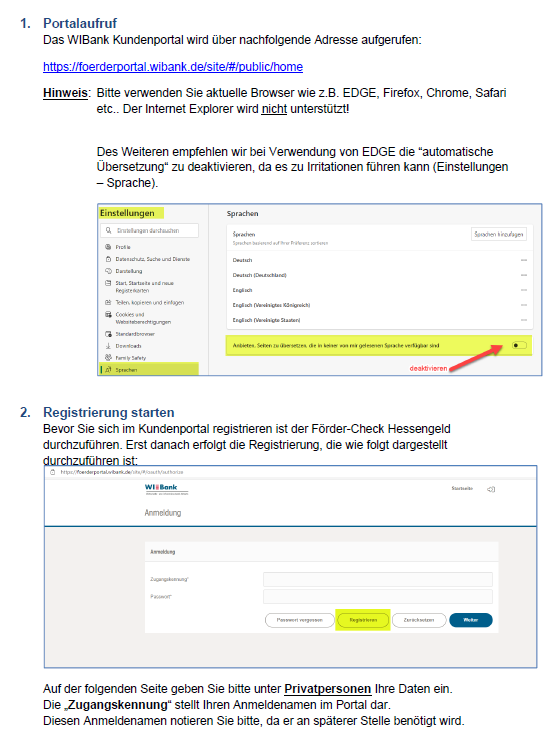 1. Portalaufruf
Das WIBank Kundenportal wird über nachfolgende Adresse aufgerufen:
https://foerderportal.wibank.de/site/#/public/home
Hinweis: Bitte verwenden Sie aktuelle Browser wie z.B. EDGE, Firefox, Chrome, Safari
etc.. Der Internet Explorer wird nicht unterstützt!
Des Weiteren empfehlen wir bei Verwendung von EDGE die "automatische
Übersetzung" zu deaktivieren, da es zu Irritationen führen kann (Einstellungen
– Sprache).
Einstellungen
Einstellungen durchsuchen
Profile
Datenschutz, Suche und Dienste
Darstellung
Start, Startseite und neue
Registerkarten
Teilen, kopieren und einfügen
Cookies und
Websiteberechtigungen
Standardbrowser
Downloads
Family Safety
Sprachen
Sprachen
Sprachen
Sprachen hinzufügen
Sprachen basierend auf Ihrer Präferenz sortieren
Deutsch
Deutsch (Deutschland)
Englisch
Englisch (Vereinigtes Königreich)
Englisch (Vereinigte Staaten)
Anbieten, Seiten zu übersetzen, die in keiner von mir gelesenen Sprache verfügbar sind
deaktivieren
2. Registrierung starten
Bevor Sie sich im Kundenportal registrieren ist der Förder-Check Hessengeld
durchzuführen. Erst danach erfolgt die Registrierung, die wie folgt dargestellt
durchzuführen ist:
https://foerderportal.wibank.de/site/#/oauth/authorize
WIBank
Startseite
Anmeldung
Anmeldung
Zugangskennung*
Passwort*
Passwort vergessen
Registrieren
Zurücksetzen
Weiter
Auf der folgenden Seite geben Sie bitte unter Privatpersonen Ihre Daten ein.
Die „Zugangskennung“ stellt Ihren Anmeldenamen im Portal dar.
Diesen Anmeldenamen notieren Sie bitte, da er an späterer Stelle benötigt wird.